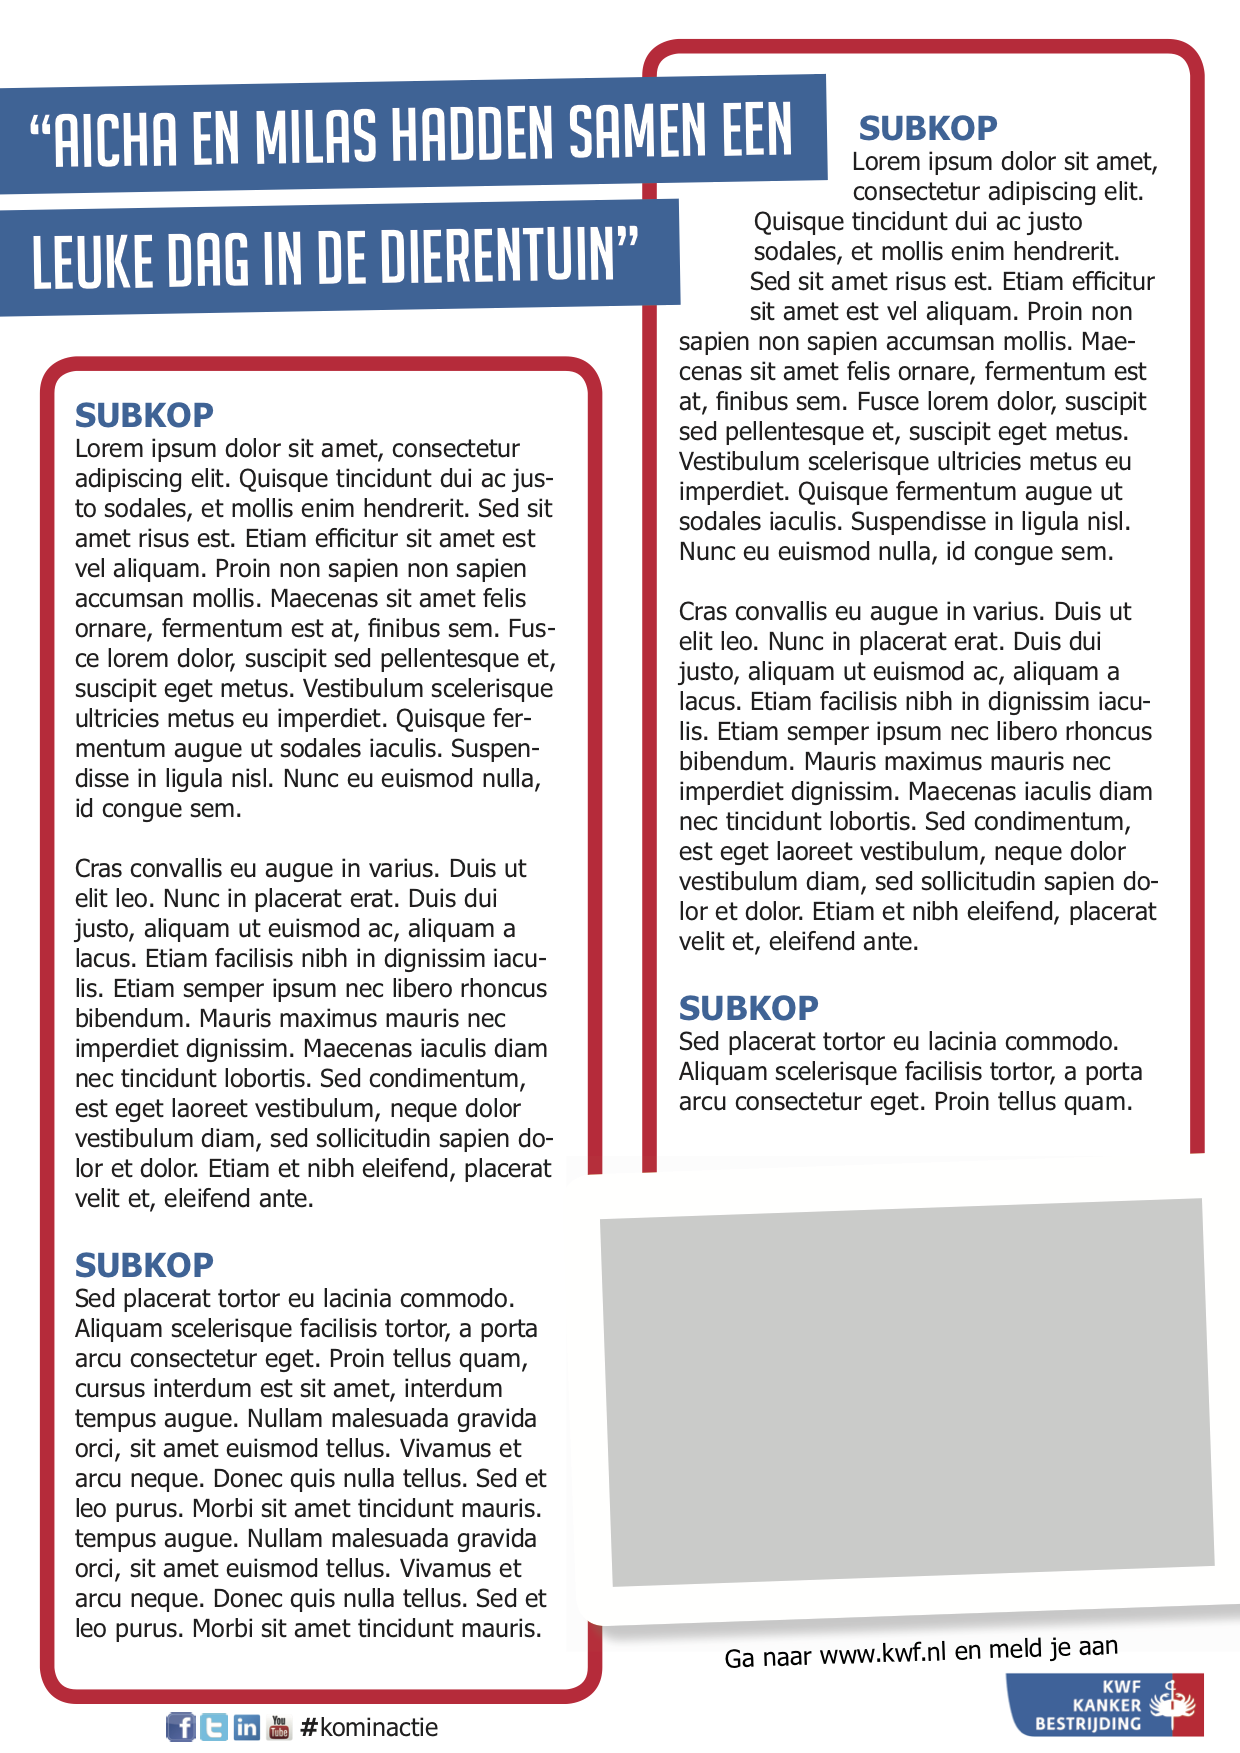 “AICHA EN MILAS HADDEN SAMEN EEN
LEUKE DAG IN DE DIERENTUIN”
SUBKOP
Lorem ipsum dolor sit amet, consectetur
adipiscing elit. Quisque tincidunt dui ac jus-
to sodales, et mollis enim hendrerit. Sed sit
amet risus est. Etiam efficitur sit amet est
vel aliquam. Proin non sapien non sapien
accumsan mollis. Maecenas sit amet felis
ornare, fermentum est at, finibus sem. Fus-
ce lorem dolor, suscipit sed pellentesque et,
suscipit eget metus. Vestibulum scelerisque
ultricies metus eu imperdiet. Quisque fer-
mentum augue ut sodales iaculis. Suspen-
disse in ligula nisl. Nunc eu euismod nulla,
id congue sem.
Cras convallis eu augue in varius. Duis ut
elit leo. Nunc in placerat erat. Duis dui
justo, aliquam ut euismod ac, aliquam a
lacus. Etiam facilisis nibh in dignissim iacu-
lis. Etiam semper ipsum nec libero rhoncus
bibendum. Mauris maximus mauris nec
imperdiet dignissim. Maecenas iaculis diam
nec tincidunt lobortis. Sed condimentum,
est eget laoreet vestibulum, neque dolor
vestibulum diam, sed sollicitudin sapien do-
lor et dolor. Etiam et nibh eleifend, placerat
velit et, eleifend ante.
SUBKOP
Sed placerat tortor eu lacinia commodo.
Aliquam scelerisque facilisis tortor, a porta
arcu consectetur eget. Proin tellus quam,
cursus interdum est sit amet, interdum
tempus augue. Nullam malesuada gravida
orci, sit amet euismod tellus. Vivamus et
arcu neque. Donec quis nulla tellus. Sed et
leo purus. Morbi sit amet tincidunt mauris.
tempus augue. Nullam malesuada gravida
orci, sit amet euismod tellus. Vivamus et
arcu neque. Donec quis nulla tellus. Sed et
leo purus. Morbi sit amet tincidunt mauris.
SUBKOP
Lorem ipsum dolor sit amet,
consectetur adipiscing elit.
Quisque tincidunt dui ac justo
sodales, et mollis enim hendrerit.
Sed sit amet risus est. Etiam efficitur
sit amet est vel aliquam. Proin non
sapien non sapien accumsan mollis. Mae-
cenas sit amet felis ornare, fermentum est
at, finibus sem. Fusce lorem dolor, suscipit
sed pellentesque et, suscipit eget metus.
Vestibulum scelerisque ultricies metus eu
imperdiet. Quisque fermentum augue ut
sodales iaculis. Suspendisse in ligula nisl.
Nunc eu euismod nulla, id congue sem.
Cras convallis eu augue in varius. Duis ut
elit leo. Nunc in placerat erat. Duis dui
justo, aliquam ut euismod ac, aliquam a
lacus. Etiam facilisis nibh in dignissim iacu-
lis. Etiam semper ipsum nec libero rhoncus
bibendum. Mauris maximus mauris nec
imperdiet dignissim. Maecenas iaculis diam
nec tincidunt lobortis. Sed condimentum,
est eget laoreet vestibulum, neque dolor
vestibulum diam, sed sollicitudin sapien do-
lor et dolor. Etiam et nibh eleifend, placerat
velit et, eleifend ante.
SUBKOP
Sed placerat tortor eu lacinia commodo.
Aliquam scelerisque facilisis tortor, a porta
arcu consectetur eget. Proin tellus quam.
Ga naar www.kwf.nl en meld je aan
KWF
KANKER
BESTRIJDING
f t in You Tube #kominactie